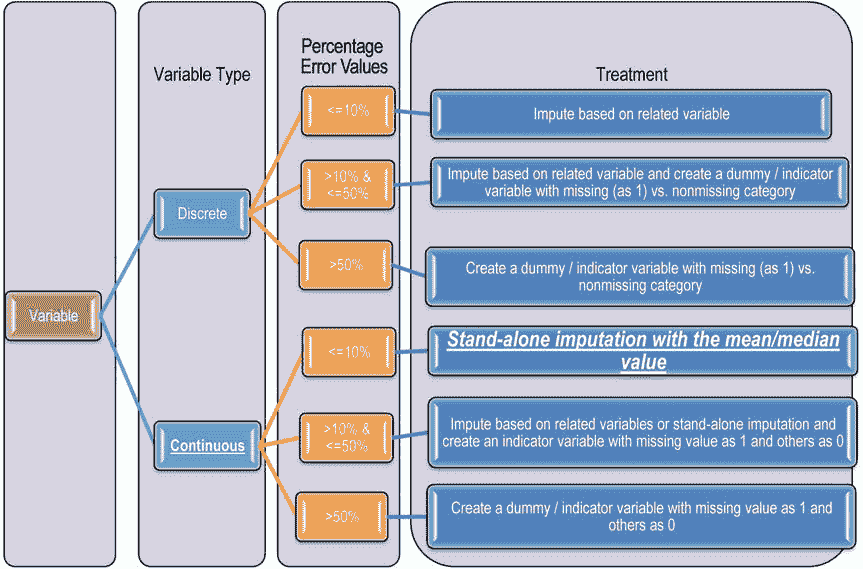 Variable Type
Percentage
Error Values
Treatment
<=10%
Impute based on related variable
>10% &
<=50%
Impute based on related variable and create a dummy / indicator
variable with missing (as 1) vs. nonmissing category
Discrete
>50%
Create a dummy / indicator variable with missing (as 1) vs.
nonmissing category
Variable
<=10%
Stand-alone imputation with the mean/median
value
Continuous
>10% &
<=50%
Impute based on related variables or stand-alone imputation and
create an indicator variable with missing value as 1 and others as 0
>50%
Create a dummy / indicator variable with missing value as 1 and
others as 0